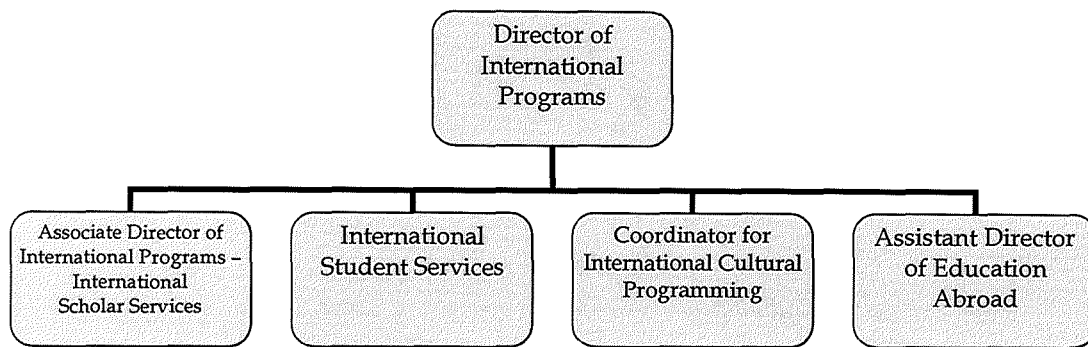 Director of
International
Programs
Associate Director of
International Programs –
International
Scholar Services
International
Student Services
Coordinator for
International Cultural
Programming
Assistant Director
of Education
Abroad